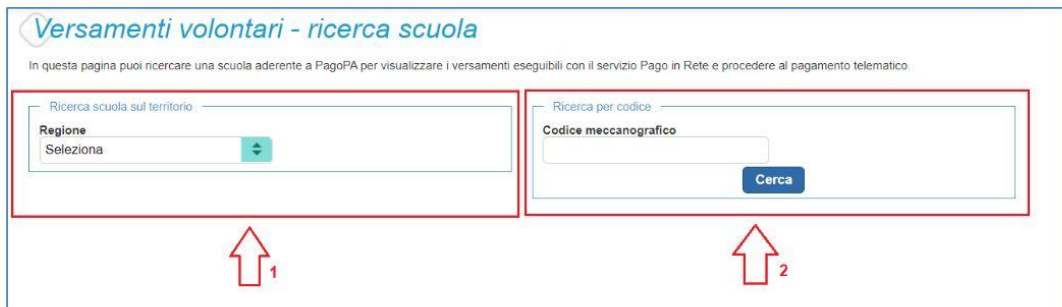 Versamenti volontari - ricerca scuola
In questa pagina puoi ricercare una scuola aderente a PagoPA per visualizzare i versamenti eseguibili con il servizio Pago in Rete e procedere al pagamento telematico.
Ricerca scuola sul territorio
Regione
Seleziona
Ricerca per codice
Codice meccanografico
Cerca
1
2